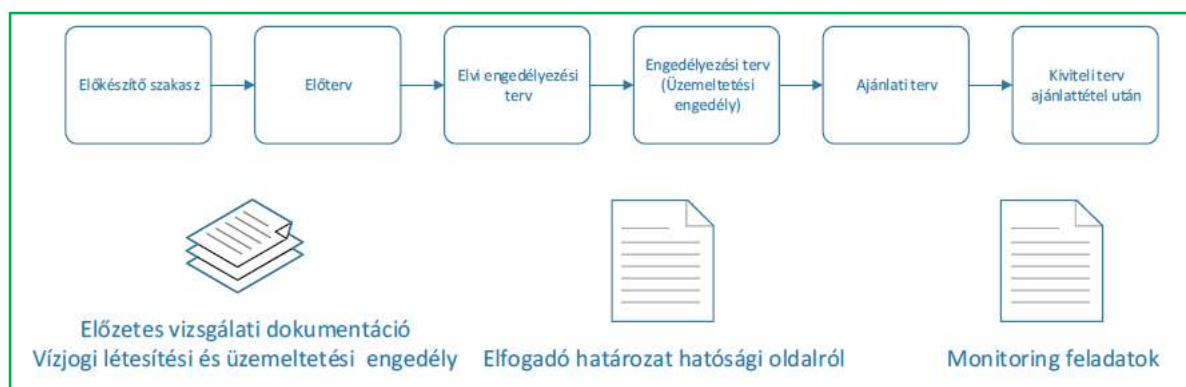 Előkészítő szakasz
Előterv
Elvi engedélyezési
terv
Engedélyezési terv
(Üzemeltetési
engedély)
Ajánlati terv
Kiviteli terv
ajánlattétel után
Előzetes vizsgálati dokumentáció
Vízjogi létesítési és üzemeltetési engedély
Elfogadó határozat hatósági oldalról
Monitoring feladatok